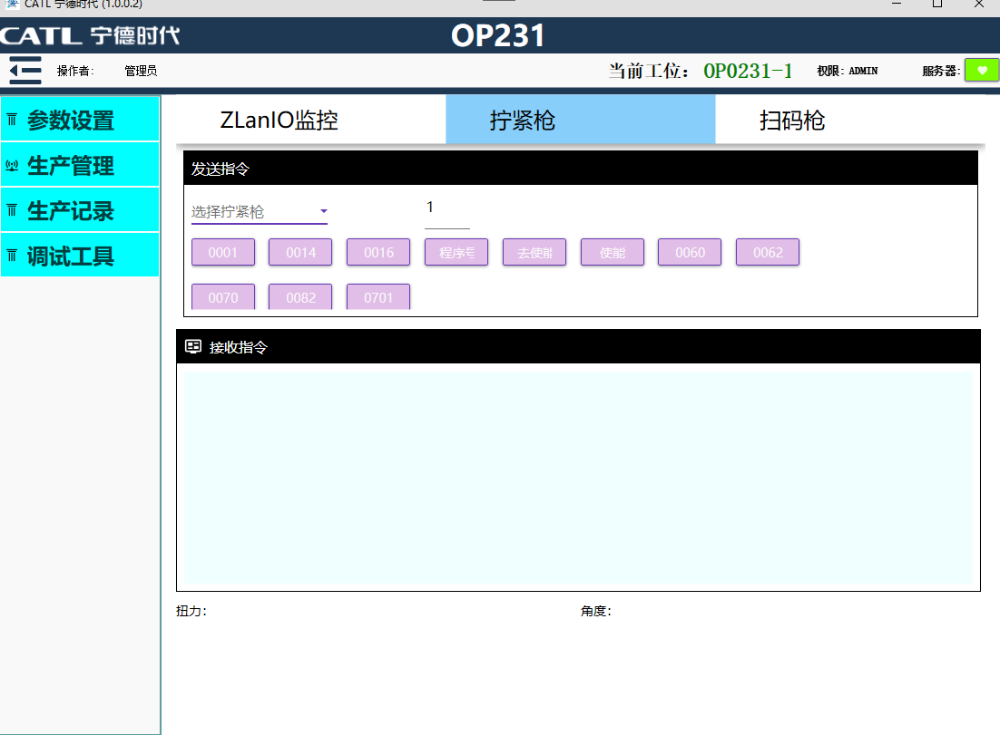 CATL 宁德时代 (1.0.0.2)
CATL 宁德时代
OP231
操作者: 管理员 当前工位: OP0231-1 权限: ADMIN 服务器:
参数设置
生产管理
生产记录
调试工具
ZLanIO监控 拧紧枪 扫码枪
发送指令
选择拧紧枪 1
0001 0014 0016 程序号 去使能 使能 0060 0062
0070 0082 0701
接收指令
扭力: 角度: